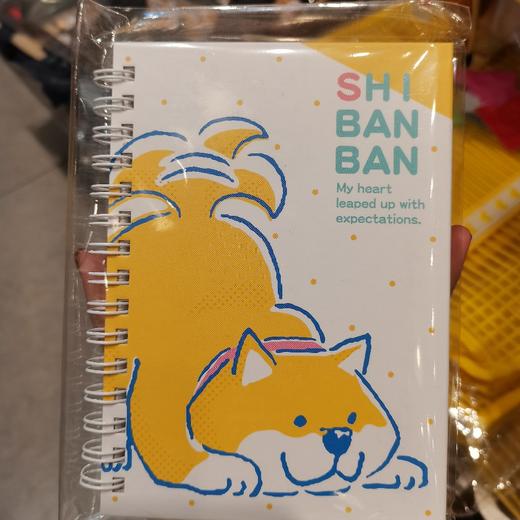 SHI
BAN
BAN
My heart
leaped up with
expectations.